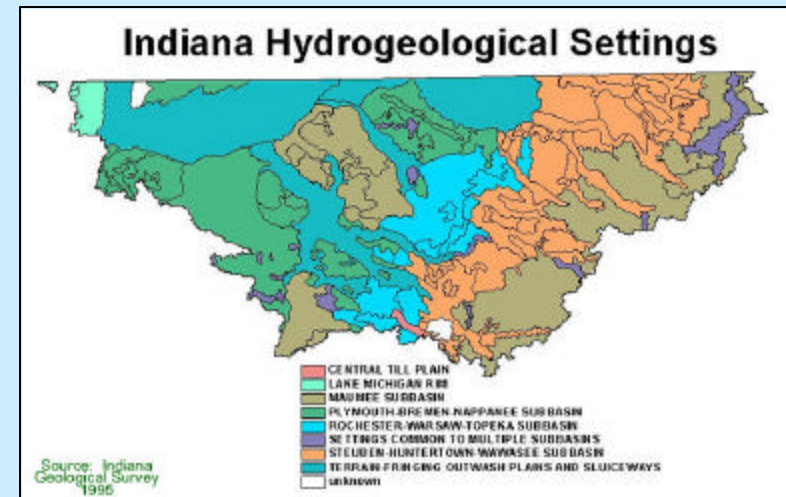 Indiana Hydrogeological Settings
CENTRAL TILL PLAIN
LAKE MICHIGAN RIM
MAUMEE SUBBASIN
PLYMOUTH-BREMEN-NAPPANEE SUBBASIN
ROCHESTER-WARSAW-TOPEKA SUBBASIN
SETTINGS COMMON TO MULTIPLE SUBBASINS
STEUBEN-HUNTERTOWN-WAWASEE SUBBASIN
TERRAIN-FRINGING OUTWASH PLAINS AND SLUICEWAYS
unknown
Source: Indiana
Geological Survey
1995